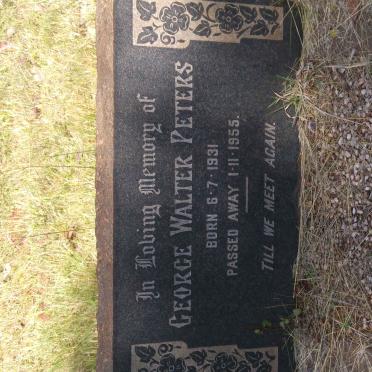 In Loving Memory of
GEORGE WALTER PETERS
BORN 6-7-1931
PASSED AWAY 1-11-1955.
TILL WE MEET AGAIN.